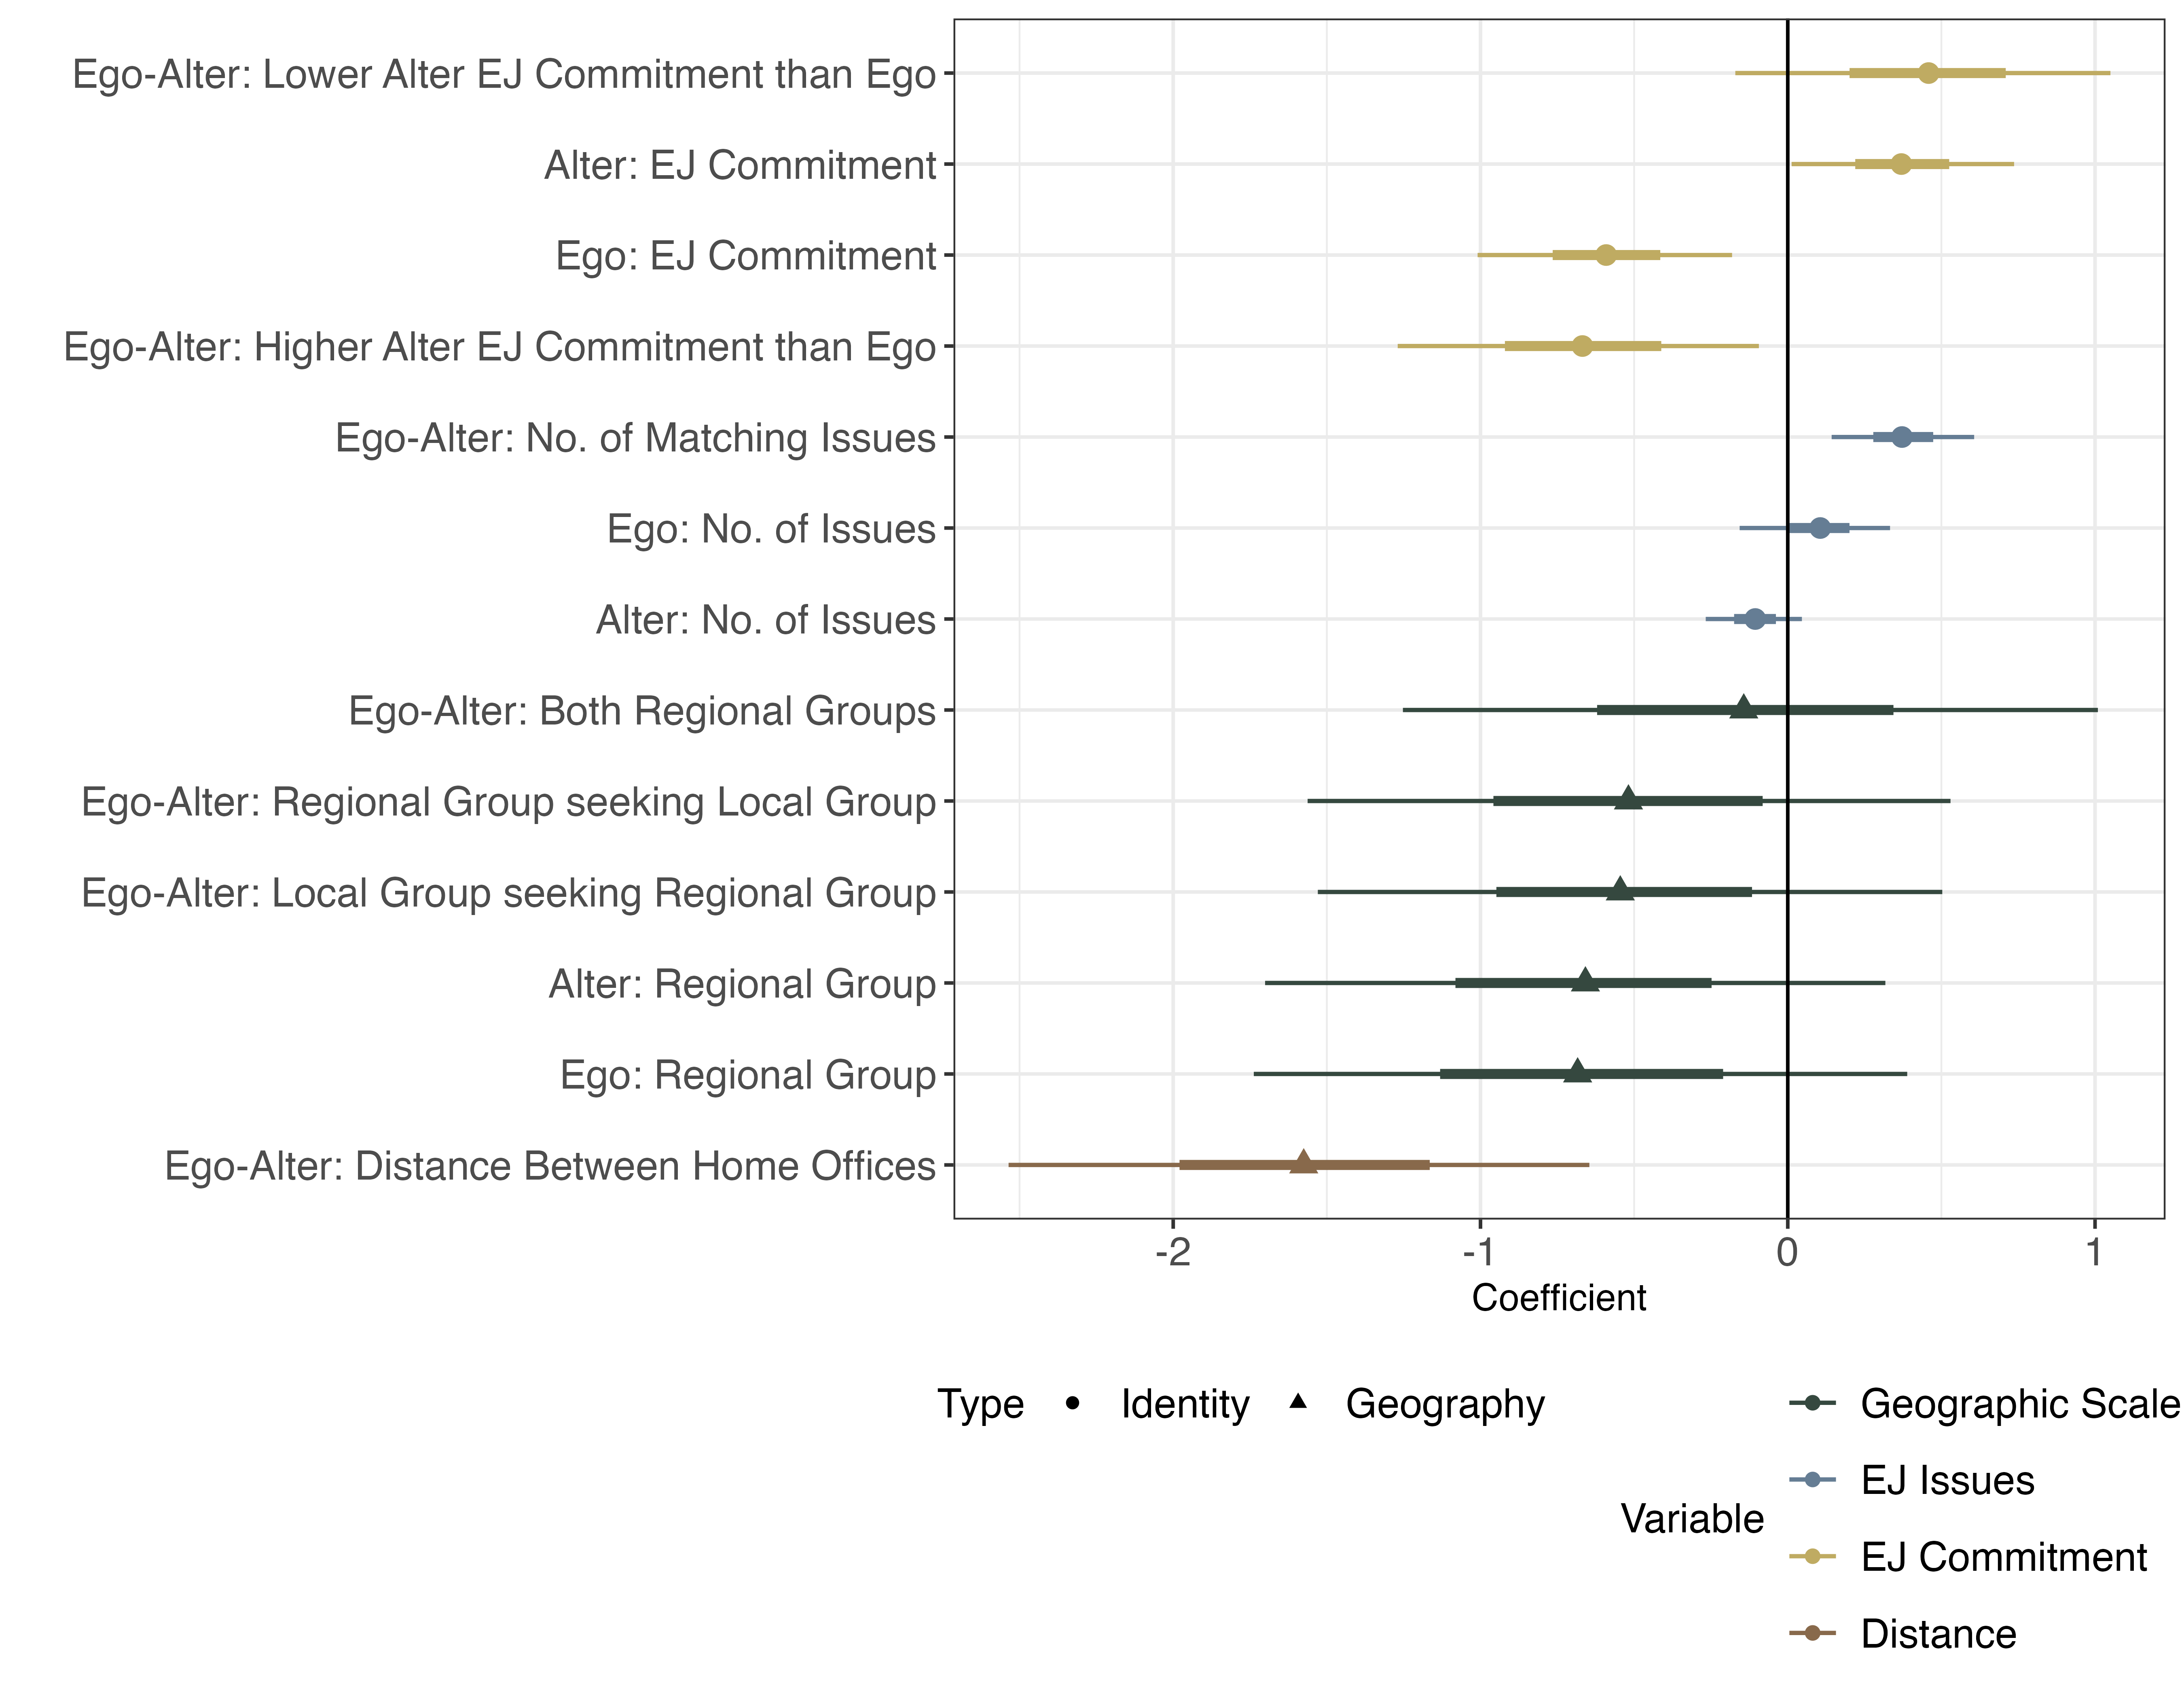 Ego-Alter: Lower Alter EJ Commitment than Ego
Alter: EJ Commitment
Ego: EJ Commitment
Ego-Alter: Higher Alter EJ Commitment than Ego
Ego-Alter: No. of Matching Issues
Ego: No. of Issues
Alter: No. of Issues
Ego-Alter: Both Regional Groups
Ego-Alter: Regional Group seeking Local Group
Ego-Alter: Local Group seeking Regional Group
Alter: Regional Group
Ego: Regional Group
Ego-Alter: Distance Between Home Offices
-2 -1 0 1
Coefficient
Type Identity Geography
Variable
Geographic Scale
EJ Issues
EJ Commitment
Distance